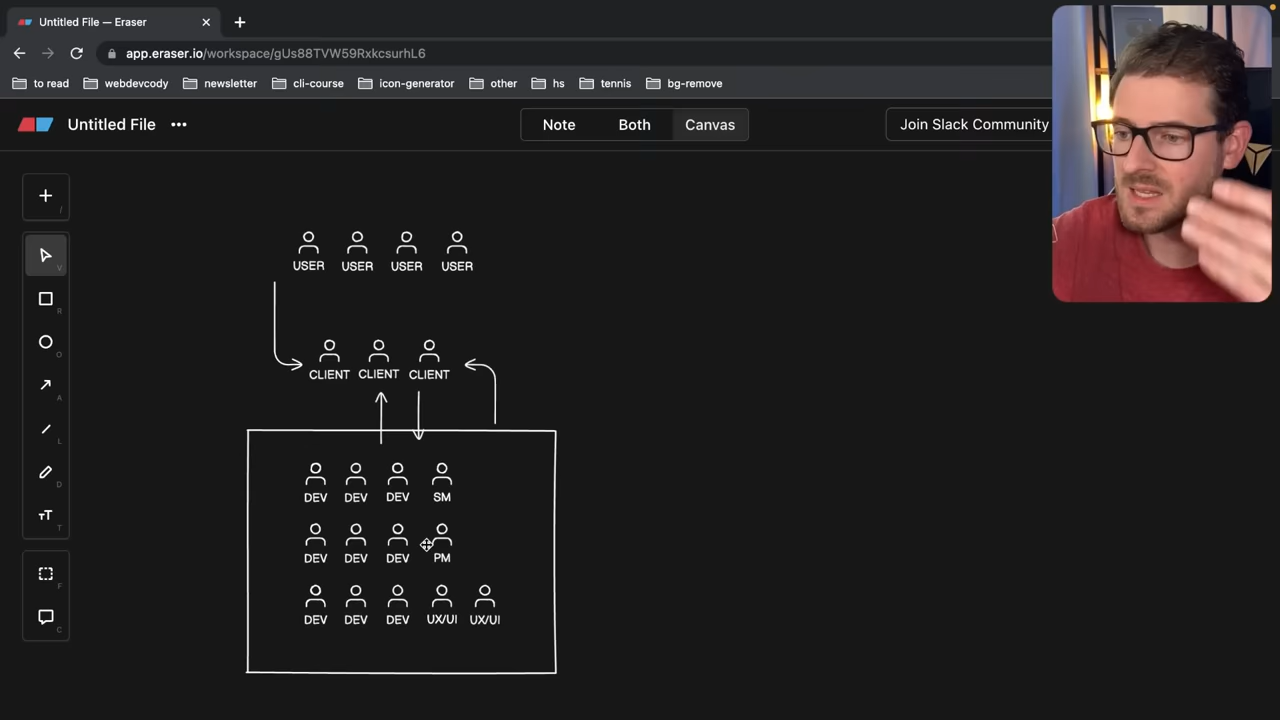 Untitled File — Eraser
app.eraser.io/workspace/gUs88TVW59RxkcsurhL6
to read webdevcody newsletter cli-course icon-generator other hs tennis bg-remove
Untitled File
Note Both Canvas
Join Slack Community
/
V
R
O
A
L
D
T
F
C
USER USER USER USER
CLIENT CLIENT CLIENT
DEV DEV DEV SM
DEV DEV DEV PM
DEV DEV DEV UX/UI UX/UI